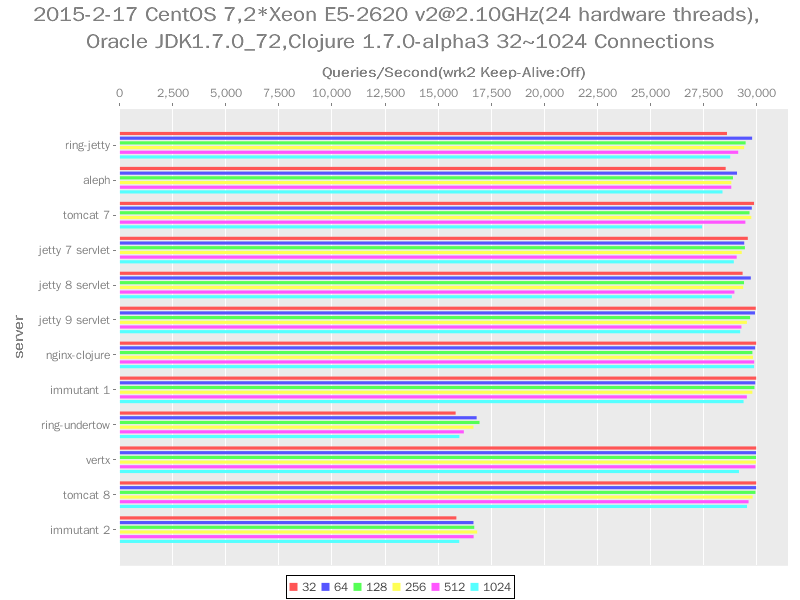 2015-2-17 CentOS 7,2*Xeon E5-2620 v2@2.10GHz(24 hardware threads),
Oracle JDK1.7.0_72,Clojure 1.7.0-alpha3 32~1024 Connections
Queries/Second(wrk2 Keep-Alive:Off)
0 2,500 5,000 7,500 10,000 12,500 15,000 17,500 20,000 22,500 25,000 27,500 30,000
server
ring-jetty
aleph
tomcat 7
jetty 7 servlet
jetty 8 servlet
jetty 9 servlet
nginx-clojure
immutant 1
ring-undertow
vertx
tomcat 8
immutant 2
32 64 128 256 512 1024